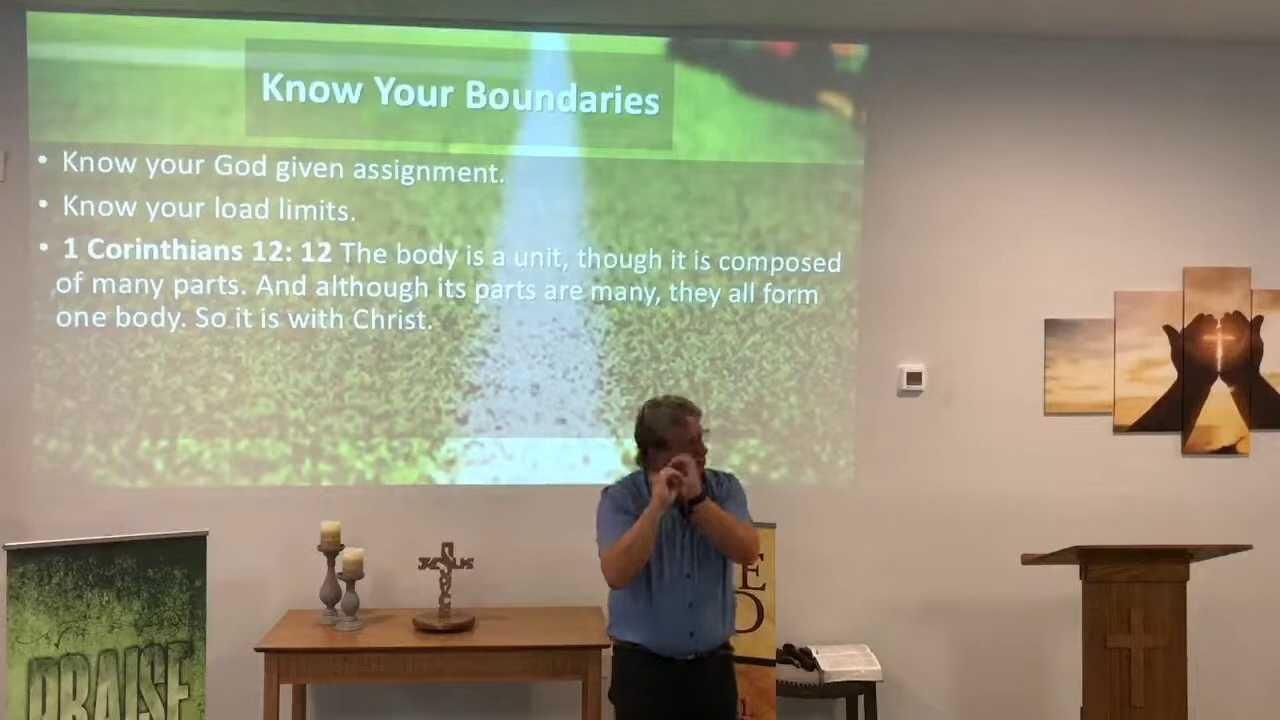 Know Your Boundaries
• Know your God given assignment.
• Know your load limits.
• 1 Corinthians 12: 12 The body is a unit, though it is composed
of many parts. And although its parts are many, they all form
one body. So it is with Christ.
JESUS
PRAISE
E